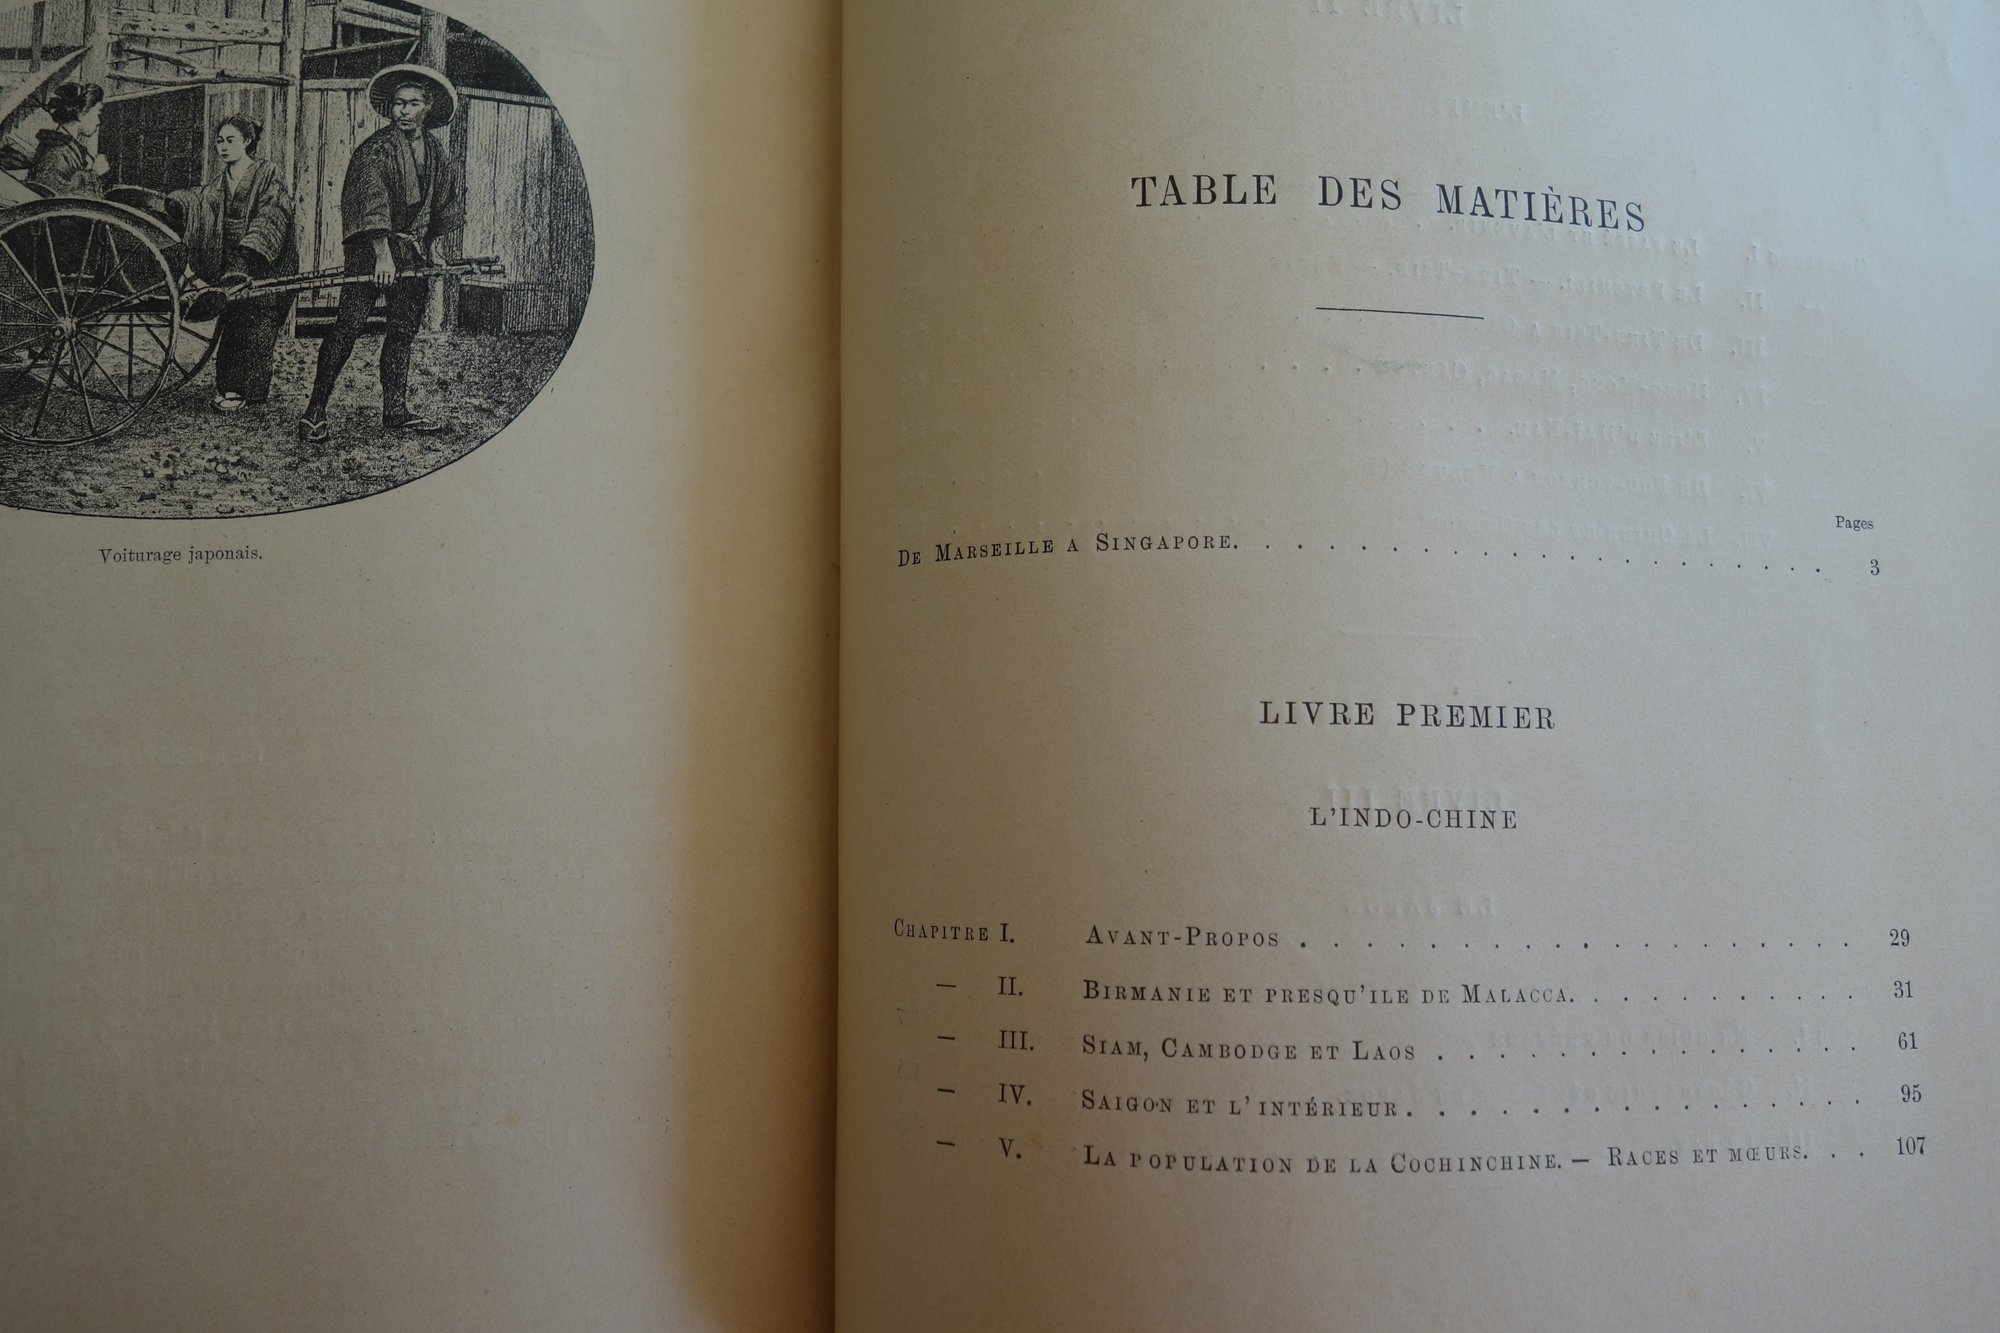 Voiturage japonais.
TABLE DES MATIÈRES
Pages
DE MARSEILLE A SINGAPORE. . . . . . . . . . . . . . . . . . . . 3
LIVRE PREMIER
L'INDO-CHINE
CHAPITRE I. AVANT-PROPOS . . . . . . . . . . . . . . . . . . 29
— II. BIRMANIE ET PRESQU'ILE DE MALACCA. . . . . . . . . . 31
— III. SIAM, CAMBODGE ET LAOS . . . . . . . . . . . . . . 61
— IV. SAIGON ET L'INTÉRIEUR. . . . . . . . . . . . . . . 95
— V. LA POPULATION DE LA COCHINCHINE. — RACES ET MŒURS. . . 107